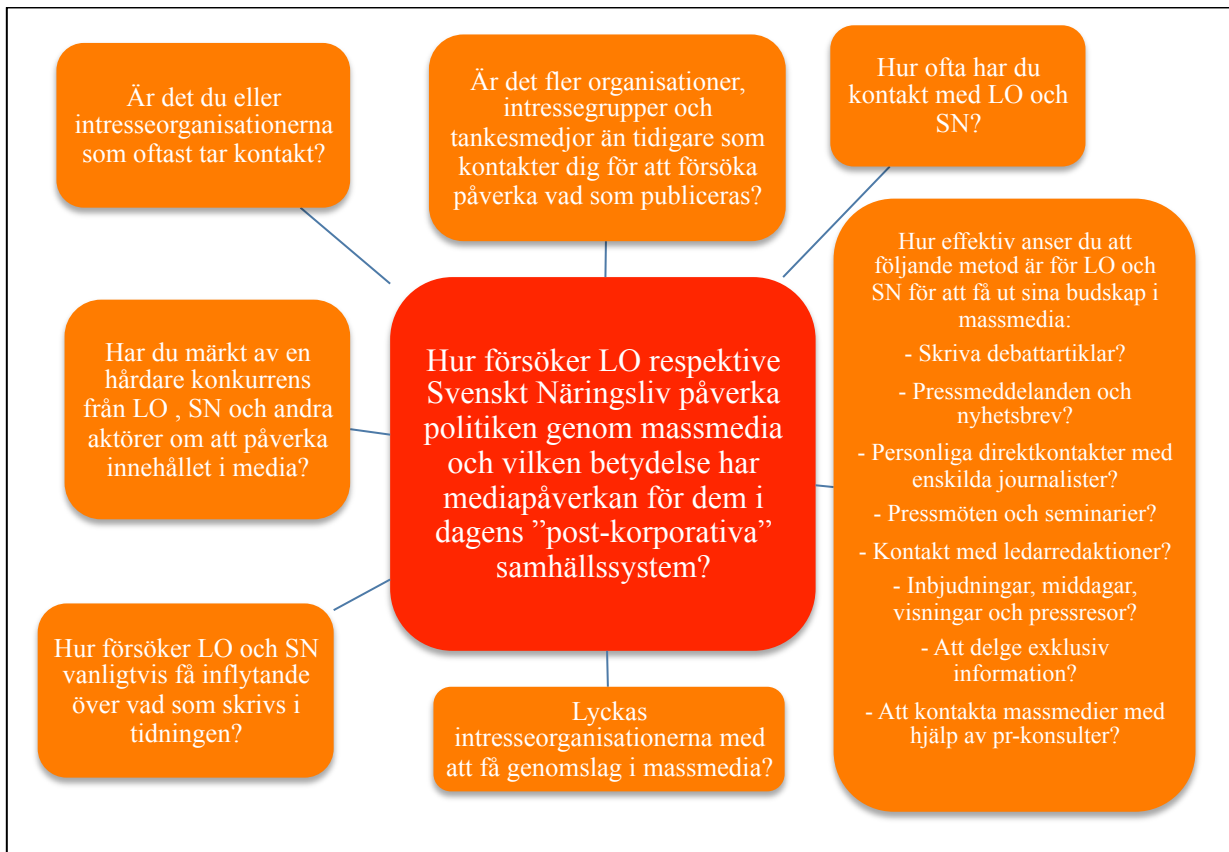 Är det du eller
intresseorganisationerna
som oftast tar kontakt?
Är det fler organisationer,
intressegrupper och
tankesmedjor än tidigare som
kontakter dig för att försöka
påverka vad som publiceras?
Hur ofta har du
kontakt med LO och
SN?
Har du märkt av en
hårdare konkurrens
från LO , SN och andra
aktörer om att påverka
innehållet i media?
Hur försöker LO respektive
Svenskt Näringsliv påverka
politiken genom massmedia
och vilken betydelse har
mediapåverkan för dem i
dagens ”post-korporativa”
samhällssystem?
Hur effektiv anser du att
följande metod är för LO och
SN för att få ut sina budskap i
massmedia:
- Skriva debattartiklar?
- Pressmeddelanden och
nyhetsbrev?
- Personliga direktkontakter med
enskilda journalister?
- Pressmöten och seminarier?
- Kontakt med ledarredaktioner?
- Inbjudningar, middagar,
visningar och pressresor?
- Att delge exklusiv
information?
- Att kontakta massmedier med
hjälp av pr-konsulter?
Hur försöker LO och SN
vanligtvis få inflytande
över vad som skrivs i
tidningen?
Lyckas
intresseorganisationerna med
att få genomslag i massmedia?